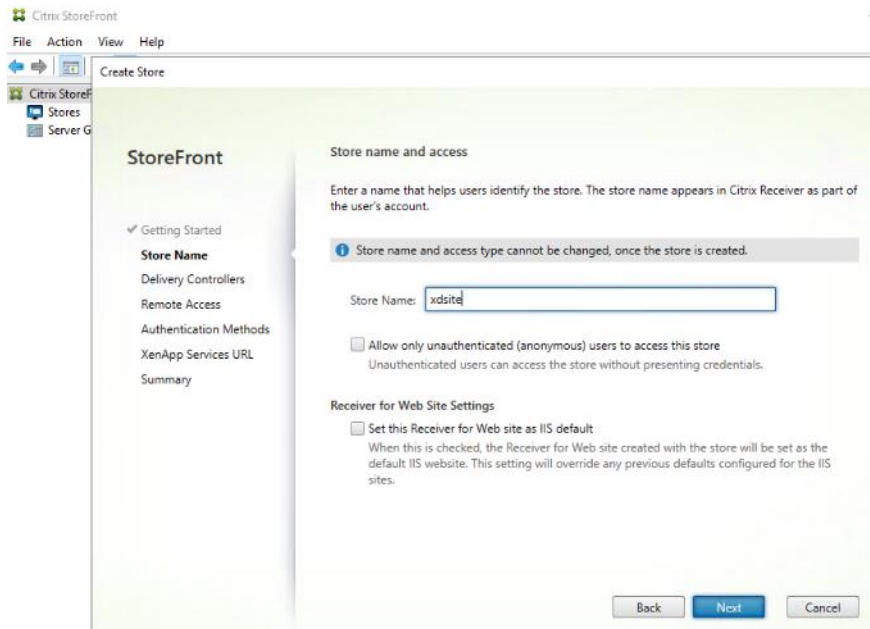 Citrix StoreFront
File Action View Help
Create Store
Citrix StoreF
Stores
Server G
StoreFront
Getting Started
Store Name
Delivery Controllers
Remote Access
Authentication Methods
XenApp Services URL
Summary
Store name and access
Enter a name that helps users identify the store. The store name appears in Citrix Receiver as part of
the user's account.
Store name and access type cannot be changed, once the store is created.
Store Name: xdsite
Allow only unauthenticated (anonymous) users to access this store
Unauthenticated users can access the store without presenting credentials.
Receiver for Web Site Settings
Set this Receiver for Web site as IIS default
When this is checked, the Receiver for Web site created with the store will be set as the
default IIS website. This setting will override any previous defaults configured for the IIS
sites.
Back Next Cancel